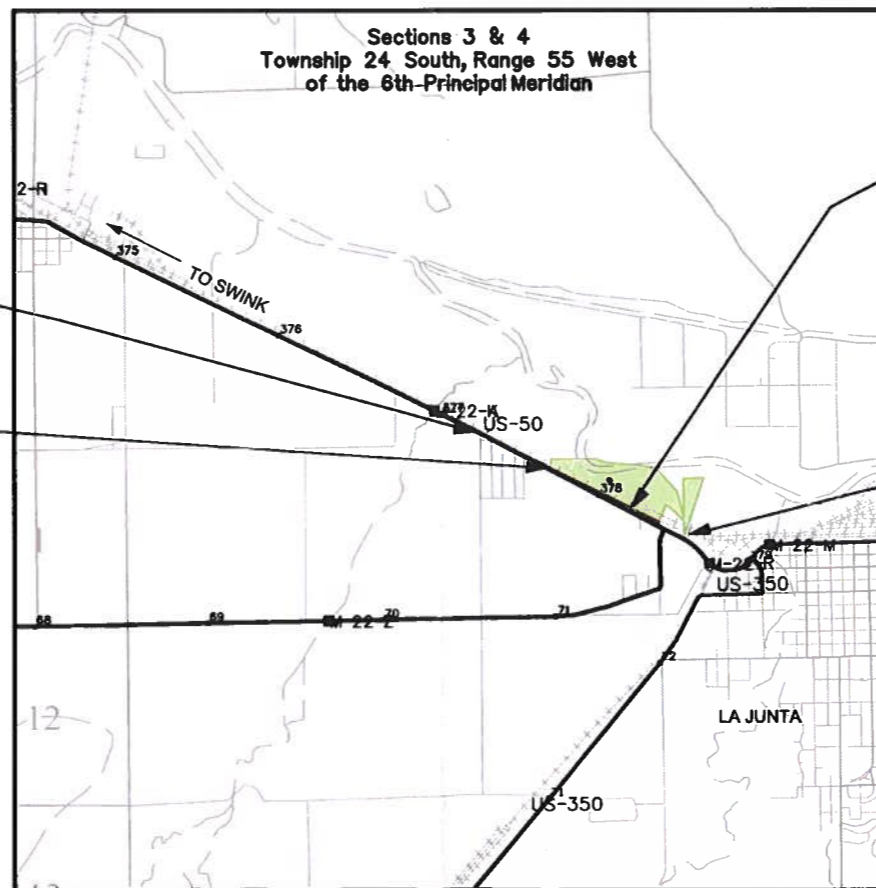 Sections 3 & 4
Township 24 South, Range 55 West
of the 6th-Principal Meridian
375
TO SWINK
376
US-50
378
M-22-M
US-350
68
69
70
71
72
12
LA JUNTA
71
US-350